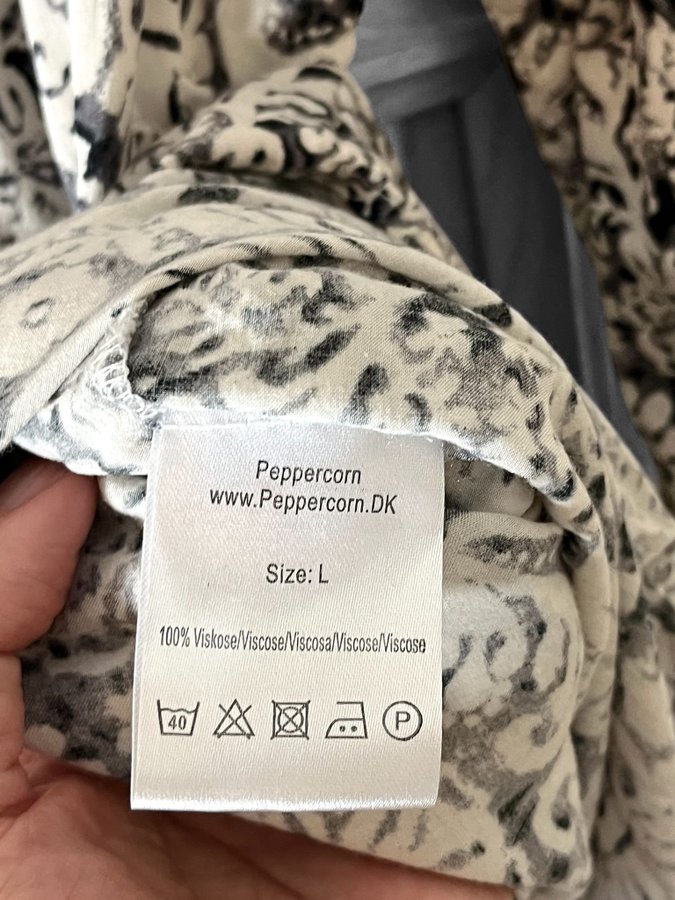 Peppercorn
www.Peppercorn.DK
Size: L
100% Viskose/Viscose/Viscosa/Viscose/Viscose
40 P